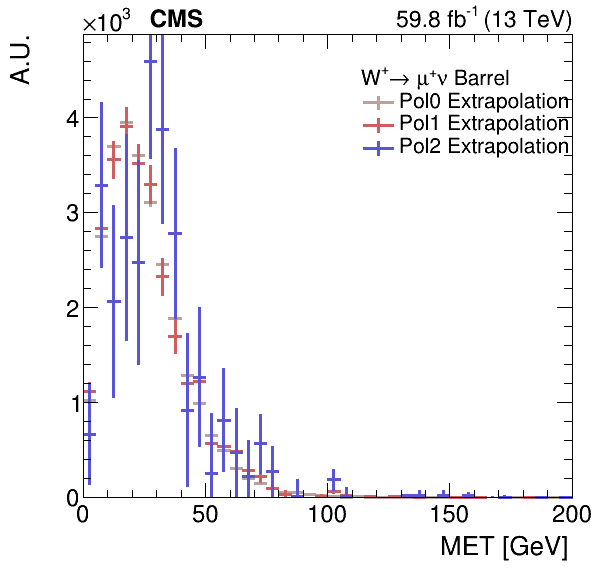 ×10³ CMS 59.8 fb⁻¹ (13 TeV)
A.U.
W⁺→ μ⁺ν Barrel
Pol0 Extrapolation
Pol1 Extrapolation
Pol2 Extrapolation
4
3
2
1
0
0 50 100 150 200
MET [GeV]